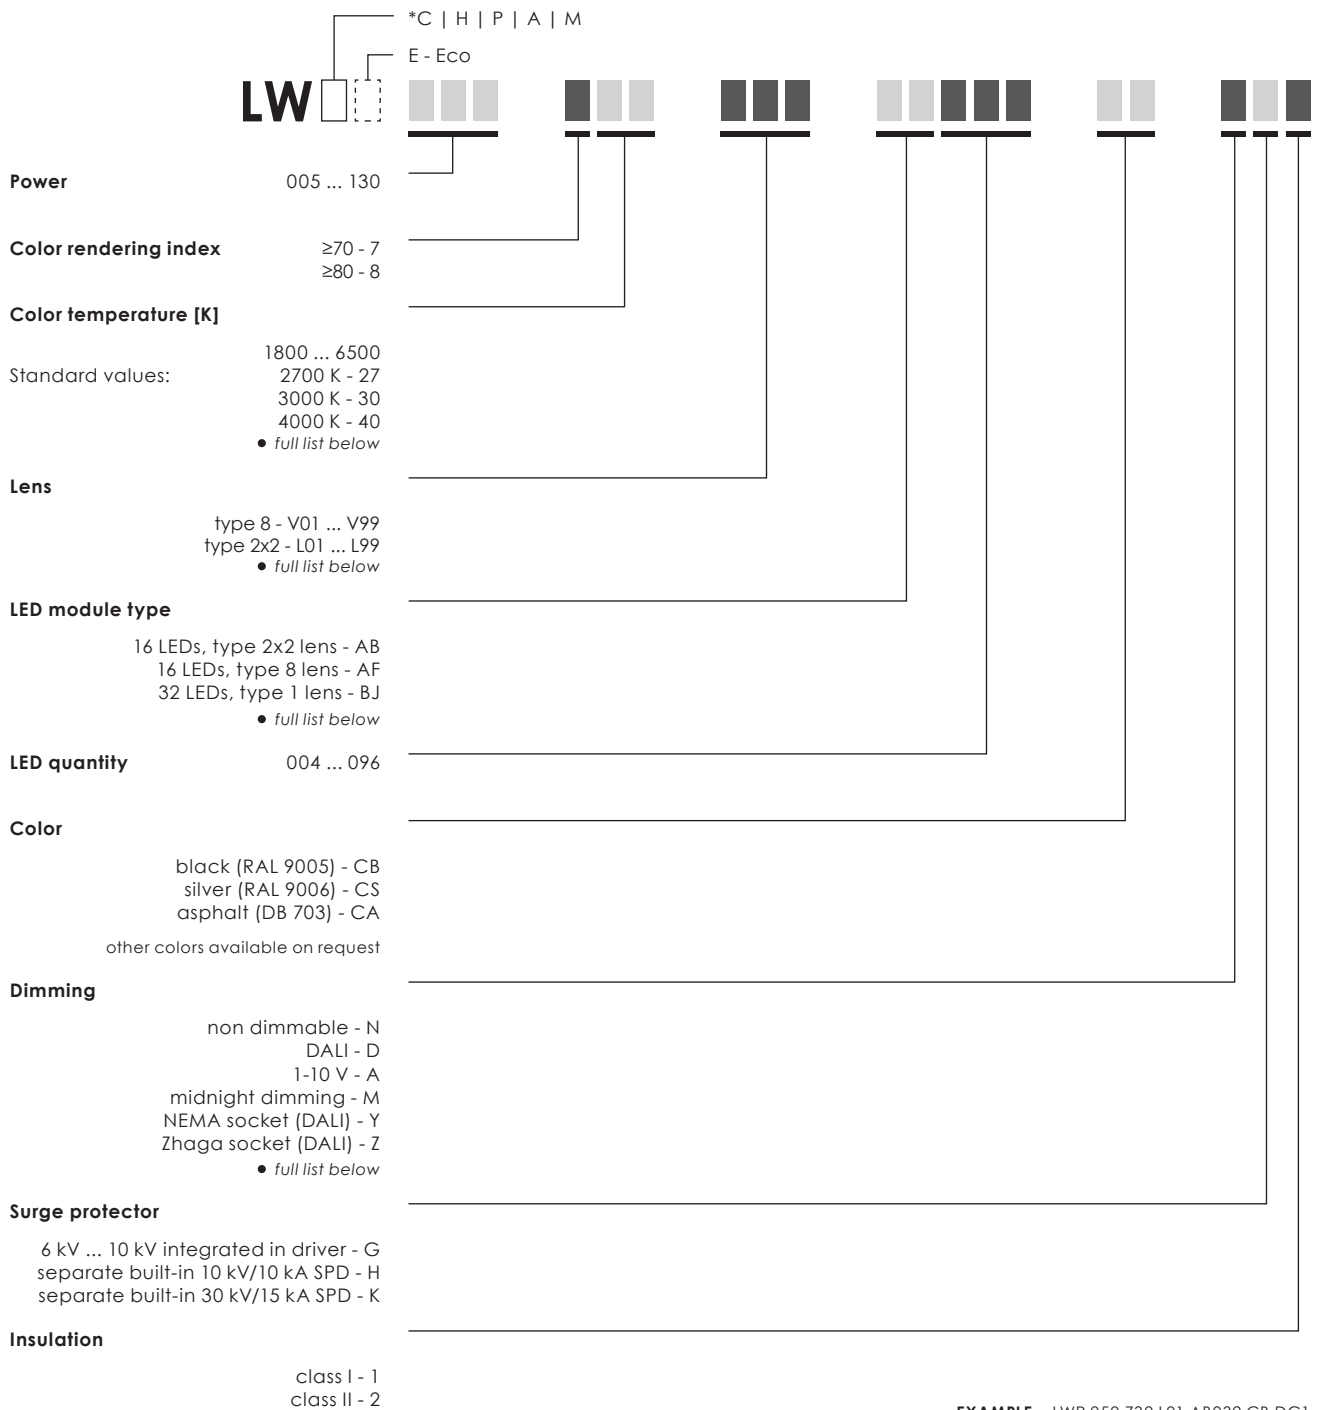 *C | H | P | A | M
E - Eco
LW
Power 005 ... 130
Color rendering index ≥70 - 7
≥80 - 8
Color temperature [K]
1800 ... 6500
Standard values: 2700 K - 27
3000 K - 30
4000 K - 40
• full list below
Lens
type 8 - V01 ... V99
type 2x2 - L01 ... L99
• full list below
LED module type
16 LEDs, type 2x2 lens - AB
16 LEDs, type 8 lens - AF
32 LEDs, type 1 lens - BJ
• full list below
LED quantity 004 ... 096
Color
black (RAL 9005) - CB
silver (RAL 9006) - CS
asphalt (DB 703) - CA
other colors available on request
Dimming
non dimmable - N
DALI - D
1-10 V - A
midnight dimming - M
NEMA socket (DALI) - Y
Zhaga socket (DALI) - Z
• full list below
Surge protector
6 kV ... 10 kV integrated in driver - G
separate built-in 10 kV/10 kA SPD - H
separate built-in 30 kV/15 kA SPD - K
Insulation
class I - 1
class II - 2